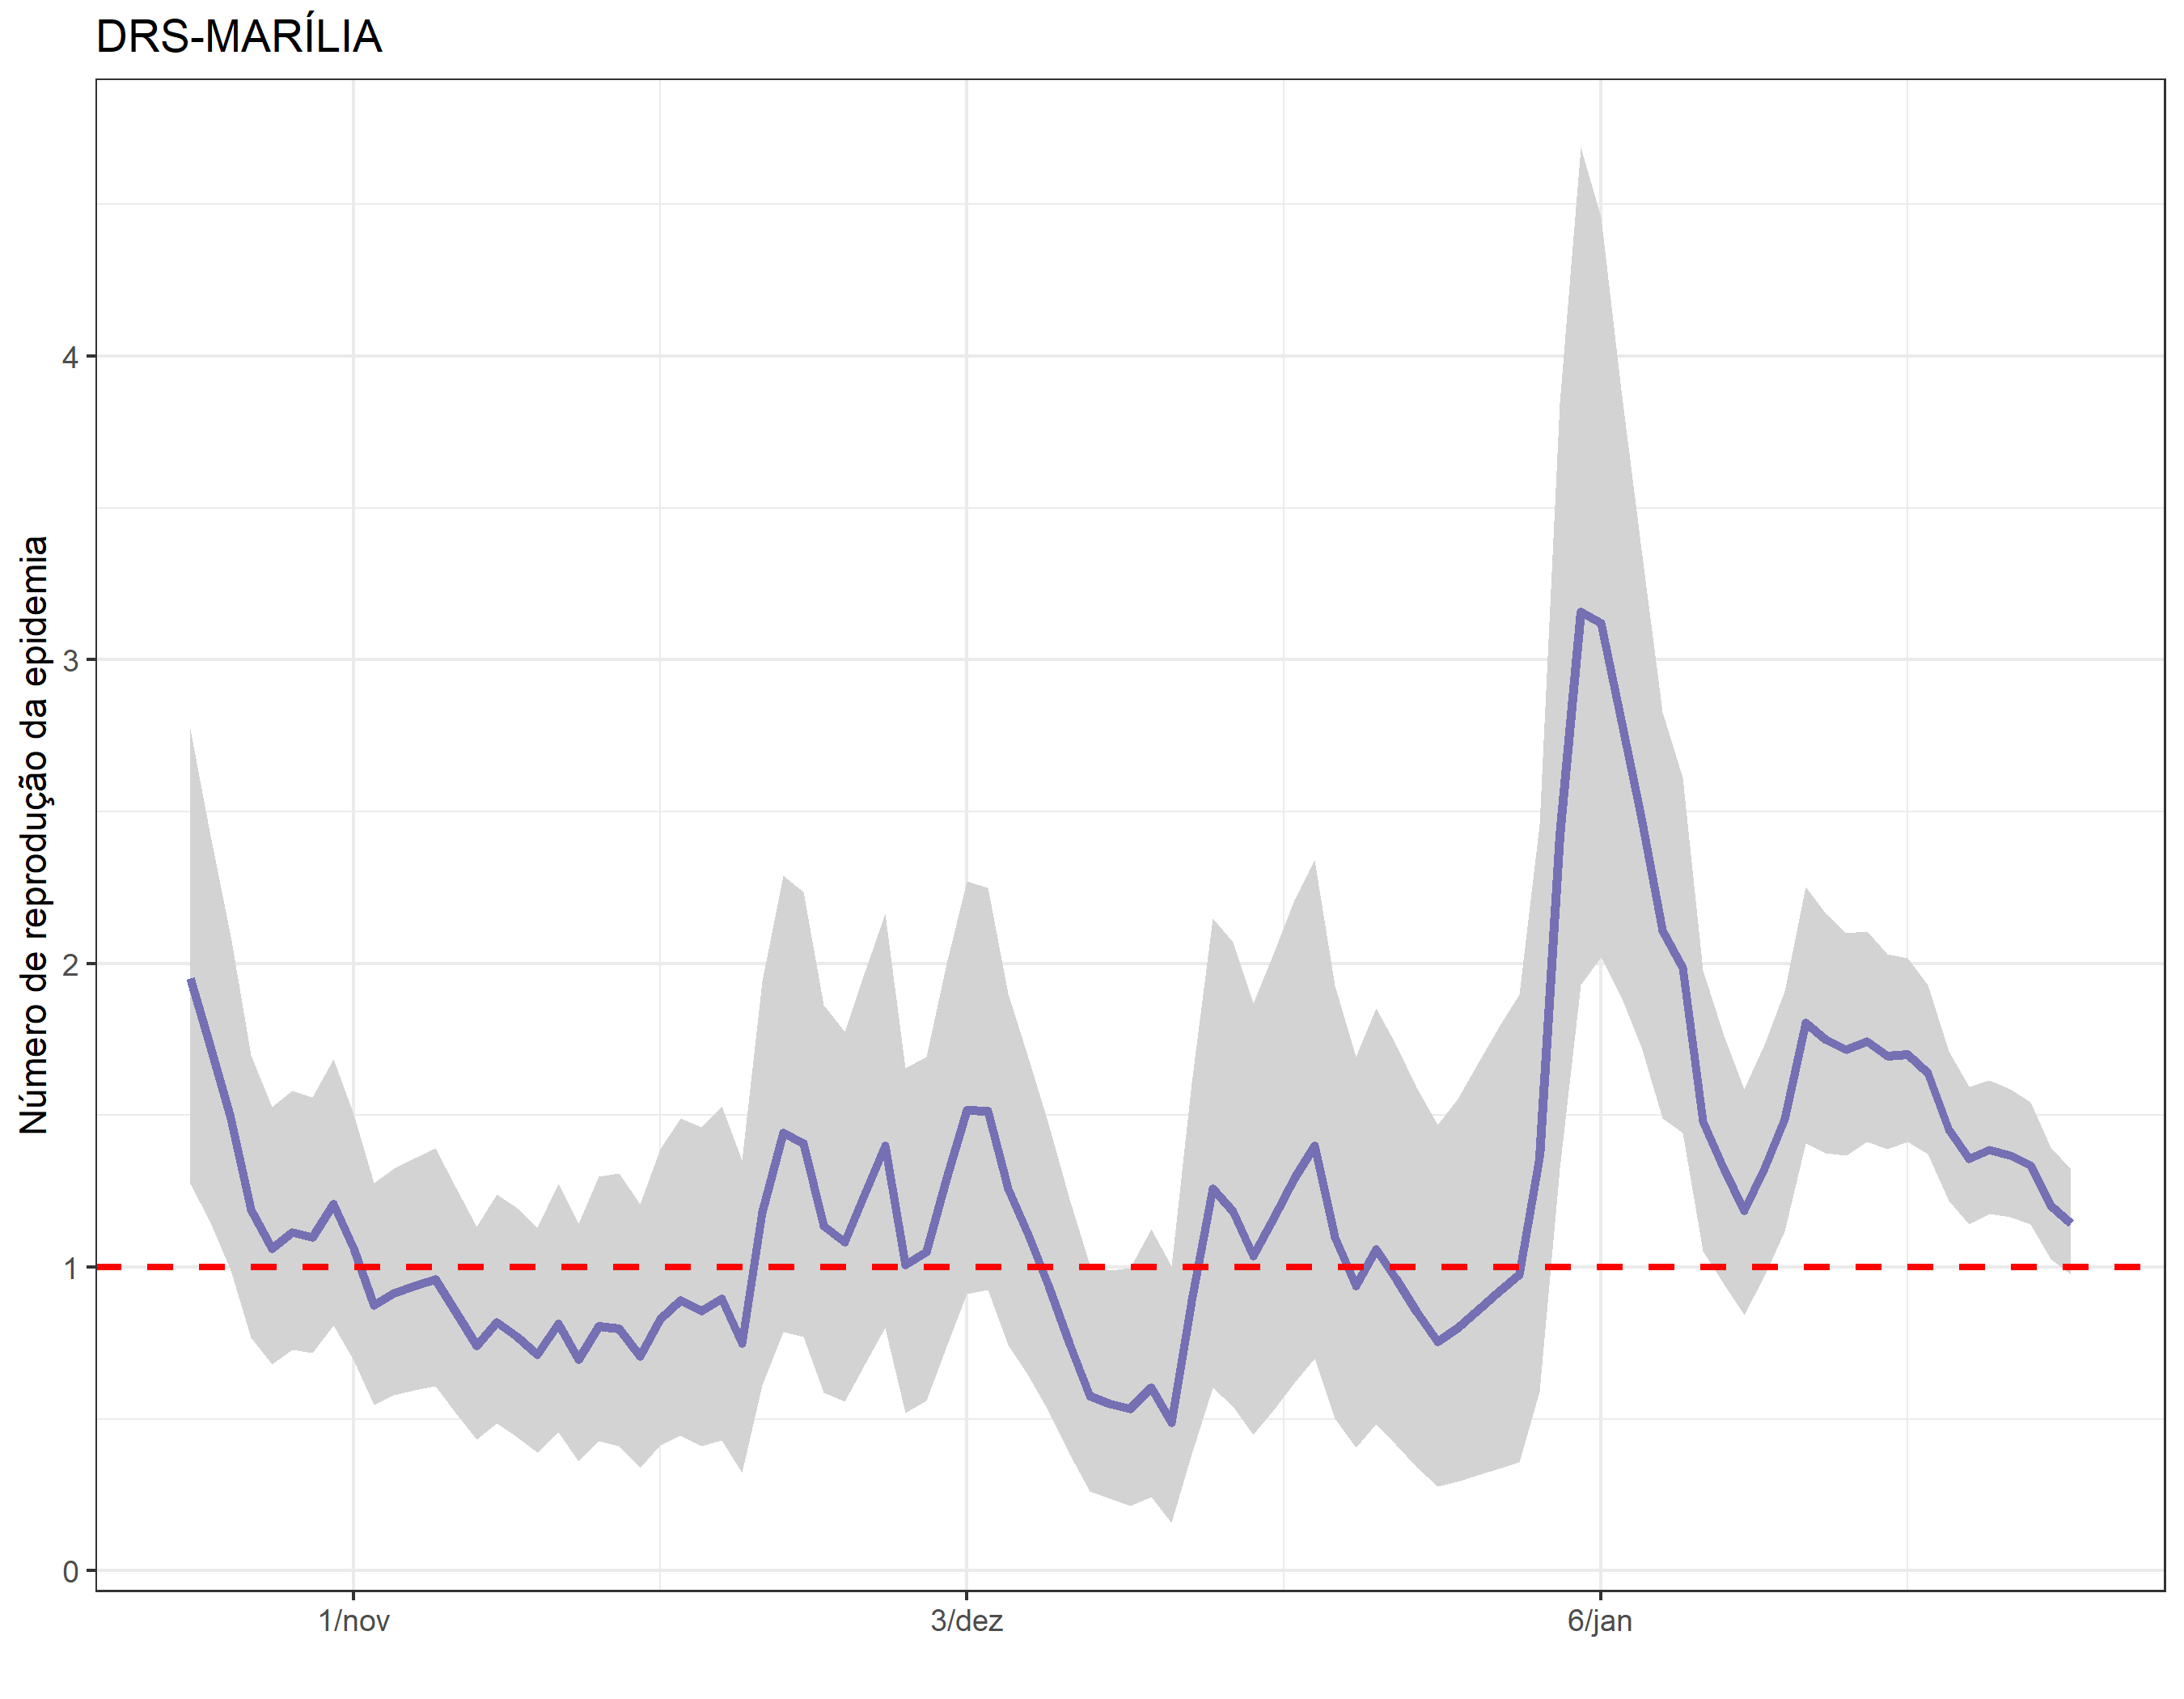 DRS-MARÍLIA
Número de reprodução da epidemia
4
3
2
1
0
1/nov
3/dez
6/jan